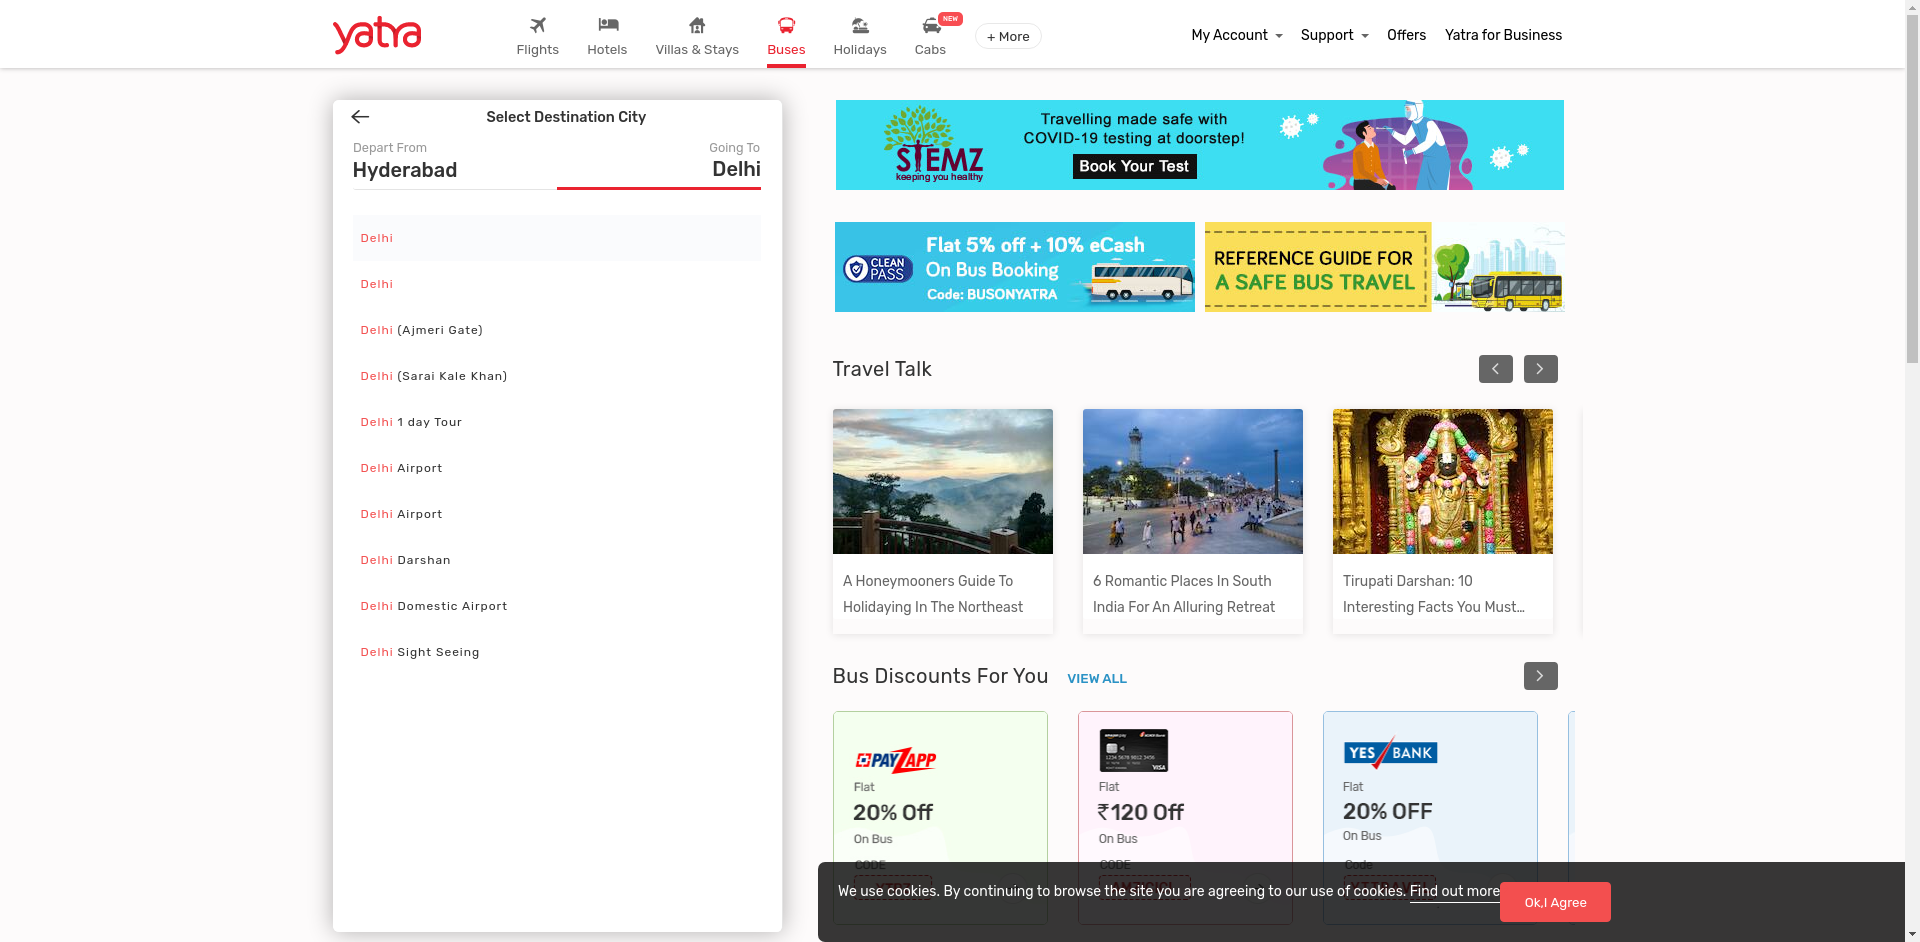 yatra
Flights
Hotels
Villas & Stays
Buses
Holidays
NEW
Cabs
+ More
My Account
Support
Offers
Yatra for Business
Select Destination City
Depart From
Going To
Hyderabad
Delhi
Delhi
Delhi
Delhi (Ajmeri Gate)
Delhi (Sarai Kale Khan)
Delhi 1 day Tour
Delhi Airport
Delhi Airport
Delhi Darshan
Delhi Domestic Airport
Delhi Sight Seeing
STEMZ
keeping you healthy
Travelling made safe with
COVID-19 testing at doorstep!
Book Your Test
CLEAN
PASS
Flat 5% off + 10% eCash
On Bus Booking
Code: BUSONYATRA
REFERENCE GUIDE FOR
A SAFE BUS TRAVEL
Travel Talk
A Honeymooners Guide To
Holidaying In The Northeast
6 Romantic Places In South
India For An Alluring Retreat
Tirupati Darshan: 10
Interesting Facts You Must...
Bus Discounts For You
VIEW ALL
PAYZAPP
Flat
20% Off
On Bus
CODE
VISA
Flat
₹120 Off
On Bus
CODE
YES BANK
Flat
20% OFF
On Bus
Code
We use cookies. By continuing to browse the site you are agreeing to our use of cookies. Find out more
Ok,I Agree